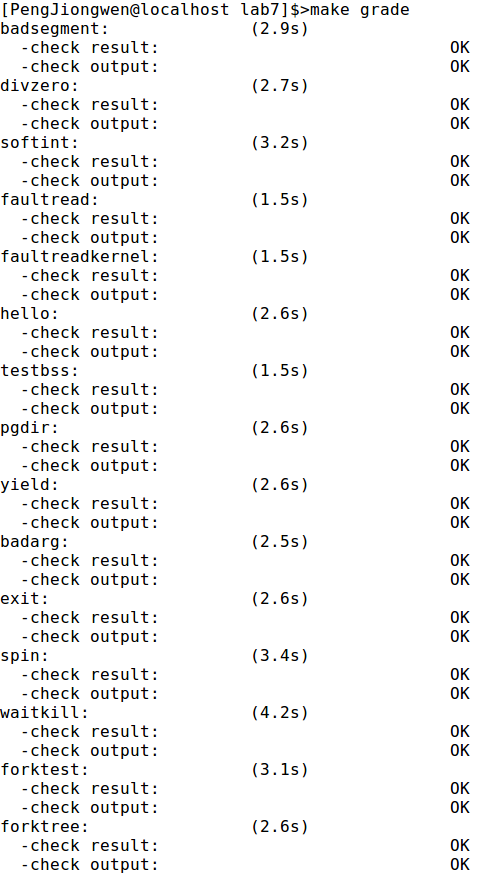 [PengJiongwen@localhost lab7]$>make grade
badsegment:              (2.9s)
  -check result:                             OK
  -check output:                             OK
divzero:                 (2.7s)
  -check result:                             OK
  -check output:                             OK
softint:                 (3.2s)
  -check result:                             OK
  -check output:                             OK
faultread:               (1.5s)
  -check result:                             OK
  -check output:                             OK
faultreadkernel:         (1.5s)
  -check result:                             OK
  -check output:                             OK
hello:                   (2.6s)
  -check result:                             OK
  -check output:                             OK
testbss:                 (1.5s)
  -check result:                             OK
  -check output:                             OK
pgdir:                   (2.6s)
  -check result:                             OK
  -check output:                             OK
yield:                   (2.6s)
  -check result:                             OK
  -check output:                             OK
badarg:                  (2.5s)
  -check result:                             OK
  -check output:                             OK
exit:                    (2.6s)
  -check result:                             OK
  -check output:                             OK
spin:                    (3.4s)
  -check result:                             OK
  -check output:                             OK
waitkill:                (4.2s)
  -check result:                             OK
  -check output:                             OK
forktest:                (3.1s)
  -check result:                             OK
  -check output:                             OK
forktree:                (2.6s)
  -check result:                             OK
  -check output:                             OK